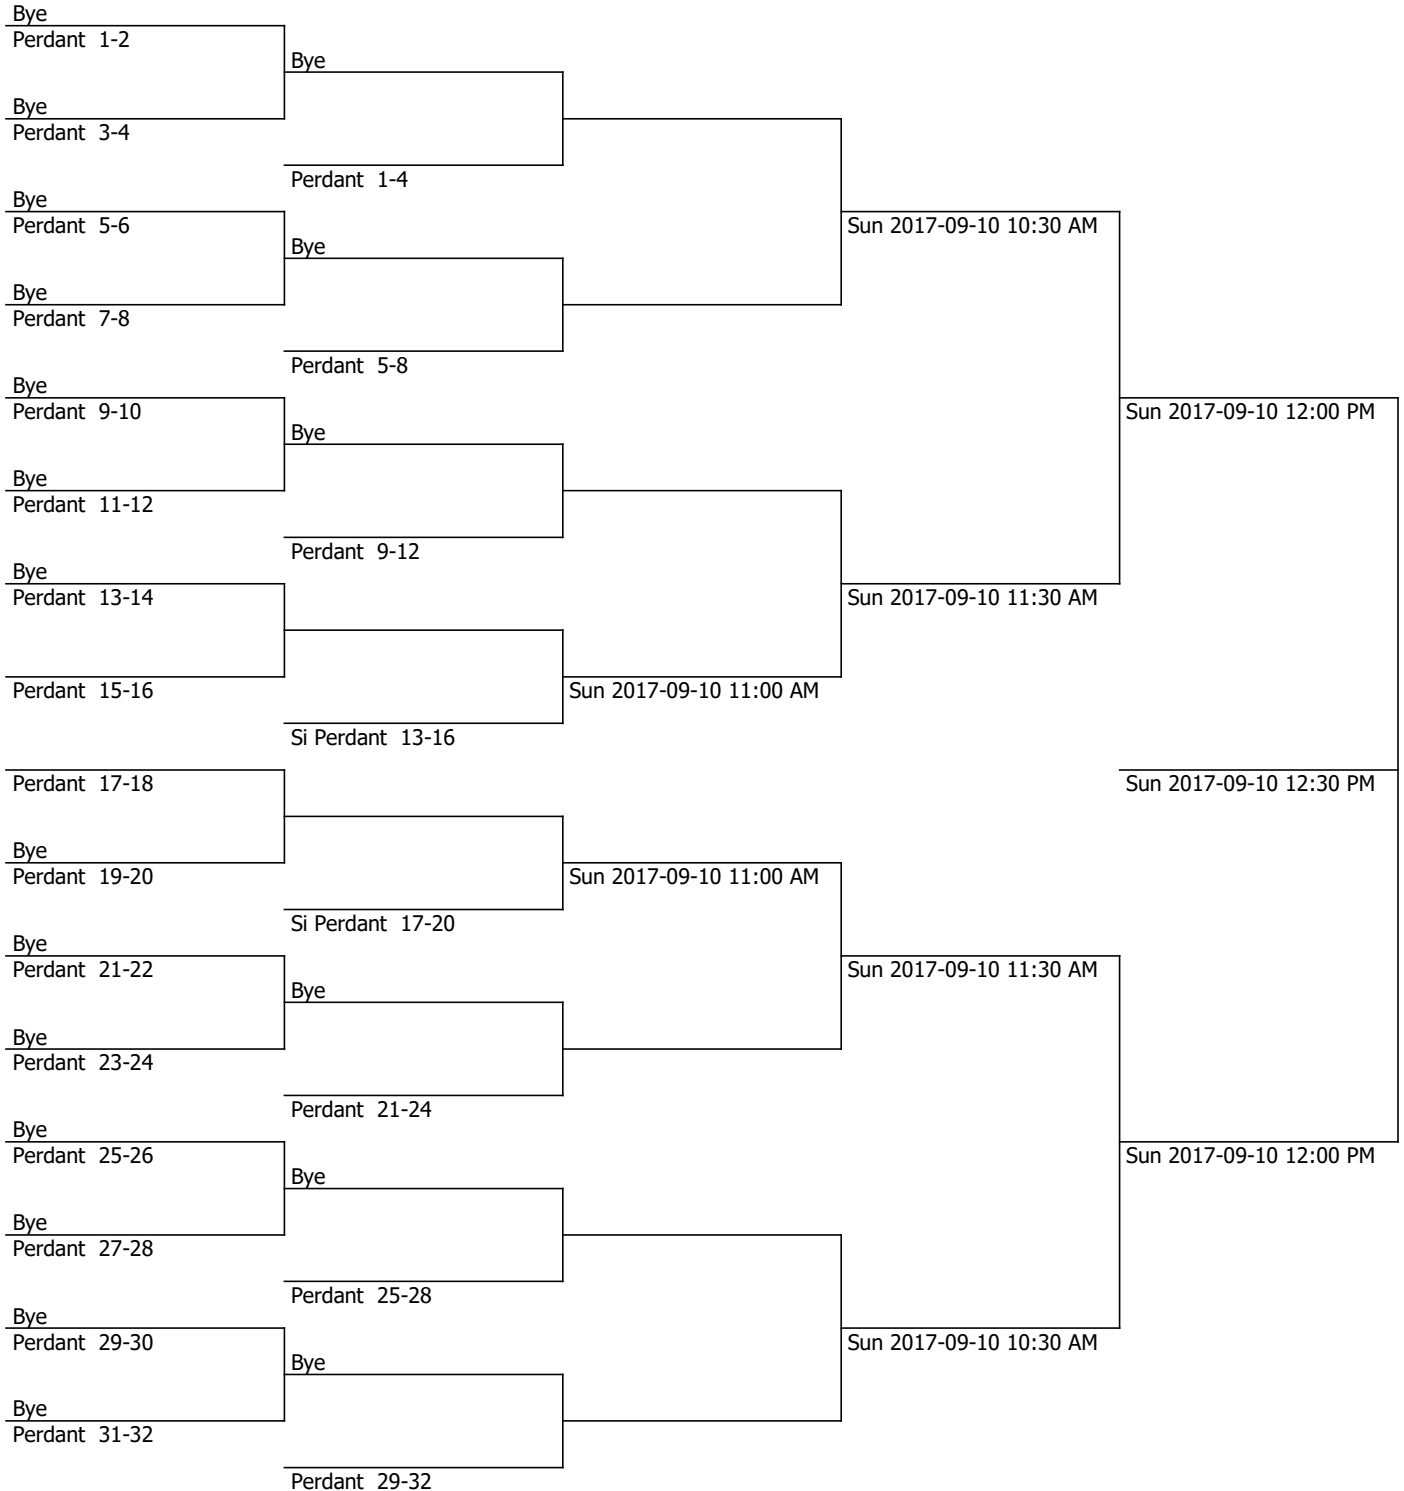 Bye
Perdant 1-2
Bye
Bye
Perdant 3-4
Perdant 1-4
Bye
Perdant 5-6
Sun 2017-09-10 10:30 AM
Bye
Bye
Perdant 7-8
Perdant 5-8
Bye
Perdant 9-10
Sun 2017-09-10 12:00 PM
Bye
Bye
Perdant 11-12
Perdant 9-12
Bye
Perdant 13-14
Sun 2017-09-10 11:30 AM
Perdant 15-16
Sun 2017-09-10 11:00 AM
Si Perdant 13-16
Perdant 17-18
Sun 2017-09-10 12:30 PM
Bye
Perdant 19-20
Sun 2017-09-10 11:00 AM
Si Perdant 17-20
Bye
Perdant 21-22
Sun 2017-09-10 11:30 AM
Bye
Bye
Perdant 23-24
Perdant 21-24
Bye
Perdant 25-26
Sun 2017-09-10 12:00 PM
Bye
Bye
Perdant 27-28
Perdant 25-28
Bye
Perdant 29-30
Sun 2017-09-10 10:30 AM
Bye
Bye
Perdant 31-32
Perdant 29-32